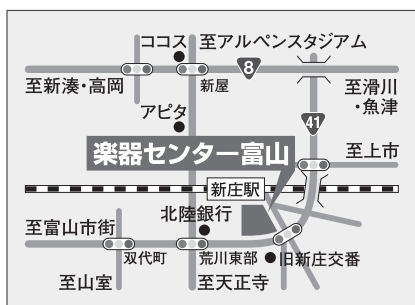 ココス
至アルペンスタジアム
8
至新湊・高岡
新屋
至滑川
・魚津
アピタ
41
楽器センター富山
至上市
新庄駅
至富山市街
北陸銀行
双代町
荒川東部
旧新庄交番
至山室
至天正寺